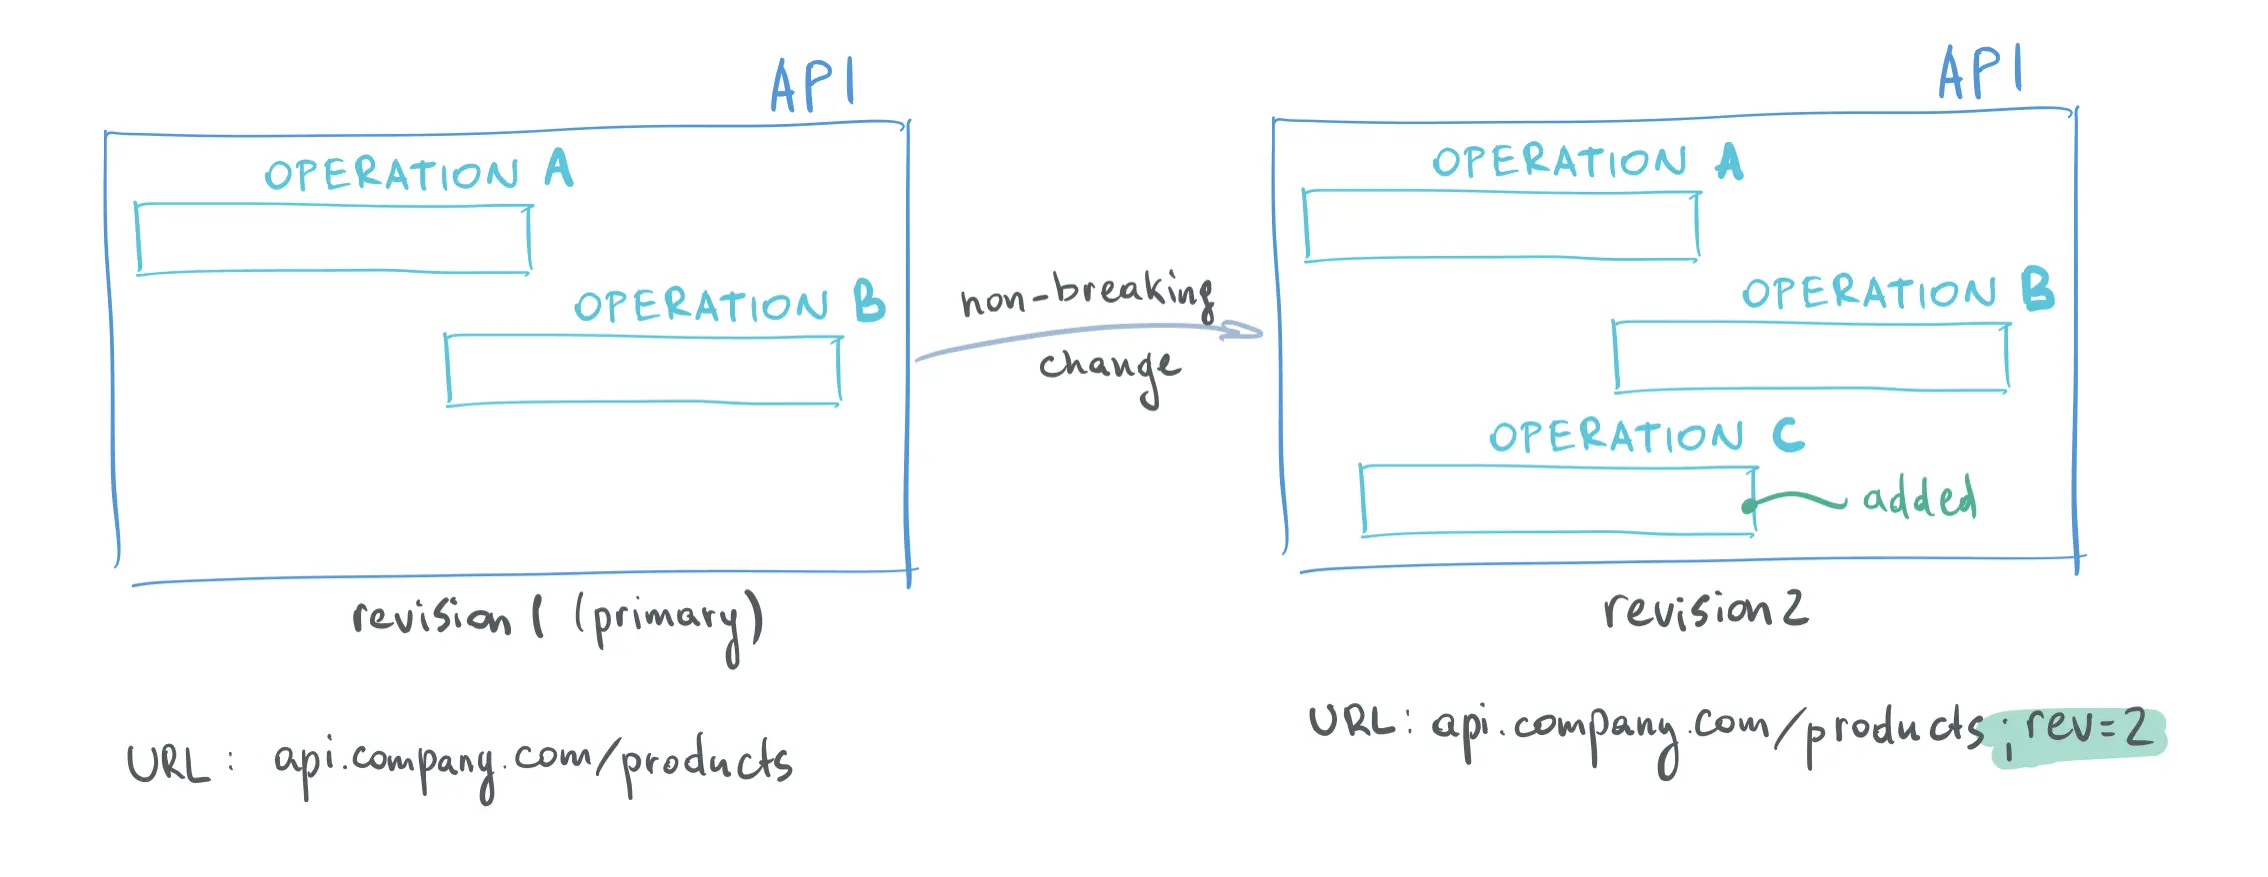 API
OPERATION A
OPERATION B
revision 1 (primary)
URL: api.company.com/products
non-breaking
change
API
OPERATION A
OPERATION B
OPERATION C
added
revision 2
URL: api.company.com/products;rev=2